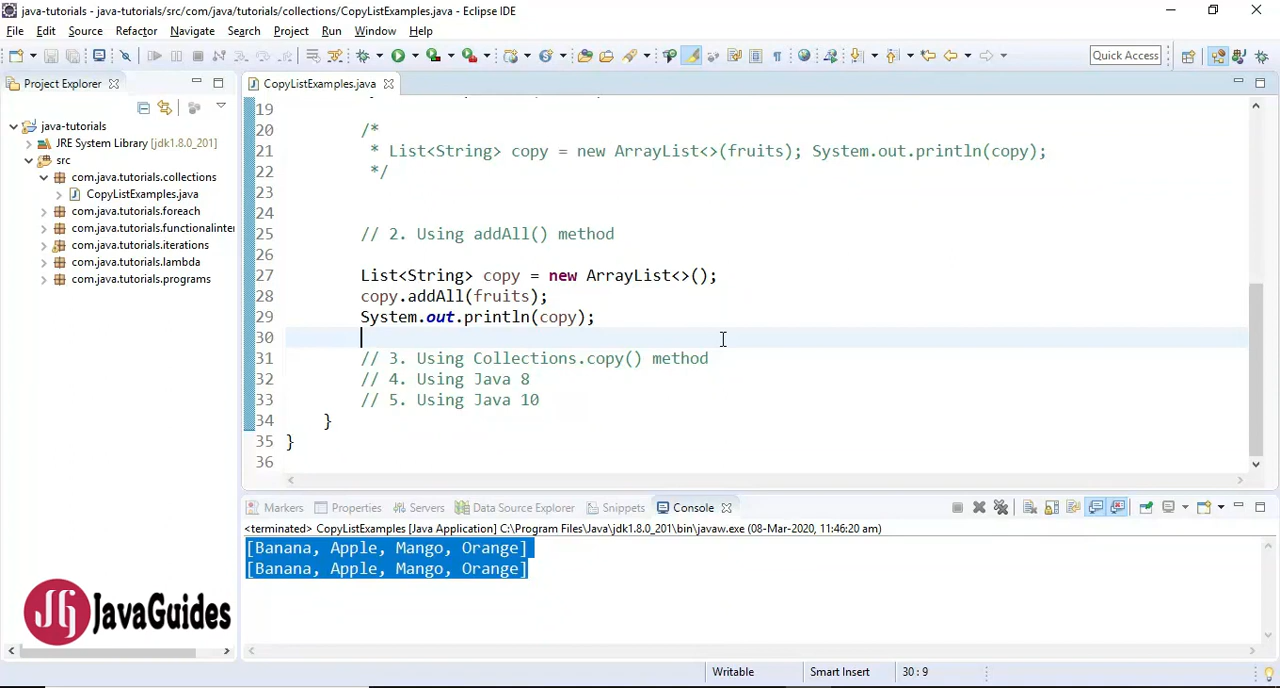 java-tutorials - java-tutorials/src/com/java/tutorials/collections/CopyListExamples.java - Eclipse IDE
File Edit Source Refactor Navigate Search Project Run Window Help
Quick Access
Project Explorer
CopyListExamples.java
java-tutorials
JRE System Library [jdk1.8.0_201]
src
com.java.tutorials.collections
CopyListExamples.java
com.java.tutorials.foreach
com.java.tutorials.functionalinter
com.java.tutorials.iterations
com.java.tutorials.lambda
com.java.tutorials.programs
19
20 /*
21 * List<String> copy = new ArrayList<>(fruits); System.out.println(copy);
22 */
23
24
25 // 2. Using addAll() method
26
27 List<String> copy = new ArrayList<>();
28 copy.addAll(fruits);
29 System.out.println(copy);
30
31 // 3. Using Collections.copy() method
32 // 4. Using Java 8
33 // 5. Using Java 10
34 }
35 }
36
Markers Properties Servers Data Source Explorer Snippets Console
<terminated> CopyListExamples [Java Application] C:\Program Files\Java\jdk1.8.0_201\bin\javaw.exe (08-Mar-2020, 11:46:20 am)
[Banana, Apple, Mango, Orange]
[Banana, Apple, Mango, Orange]
JG JavaGuides
Writable Smart Insert 30 : 9